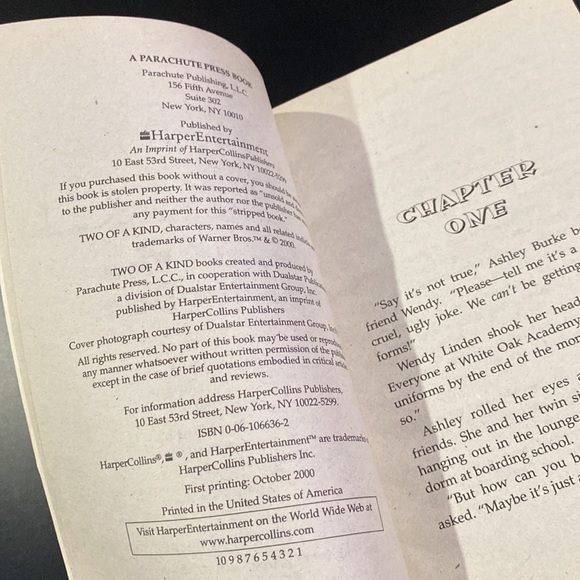 A PARACHUTE PRESS BOOK
Parachute Publishing, L.L.C.
156 Fifth Avenue
Suite 302
New York, NY 10010
Published by
HarperEntertainment
An Imprint of HarperCollinsPublishers
10 East 53rd Street, New York, NY 10022-5299
If you purchased this book without a cover, you should be
this book is stolen property. It was reported as "unsold and
to the publisher and neither the author nor the publisher has
any payment for this "stripped book."
TWO OF A KIND, characters, names and all related
trademarks of Warner Bros.™ & © 2000.
TWO OF A KIND books created and produced by
Parachute Press, L.C.C., in cooperation with Dualstar
a division of Dualstar Entertainment Group, Inc.
published by HarperEntertainment, an imprint of
HarperCollins Publishers
Cover photograph courtesy of Dualstar Entertainment Group, Inc.
All rights reserved. No part of this book may be used or
any manner whatsoever without written permission of the
except in the case of brief quotations embodied in critical
and reviews.
For information address HarperCollins Publishers,
10 East 53rd Street, New York, NY 10022-5299.
ISBN 0-06-106636-2
HarperCollins®, ®, and HarperEntertainment™ are trademarks
HarperCollins Publishers Inc.
First printing: October 2000
Printed in the United States of America
Visit HarperEntertainment on the World Wide Web at
www.harpercollins.com
10 9 8 7 6 5 4 3 2 1
CHAPTER
ONE
"Say it's not true," Ashley Burke
friend Wendy. "Please—tell me it's a
cruel, ugly joke. We can't be getting
forms!"
Wendy Linden shook her head
Everyone at White Oak Academy
uniforms by the end of the
so."
Ashley rolled her eyes
friends. She and her twin
hanging out in the lounge
dorm at boarding school.
"But how can you
asked. "Maybe it's just